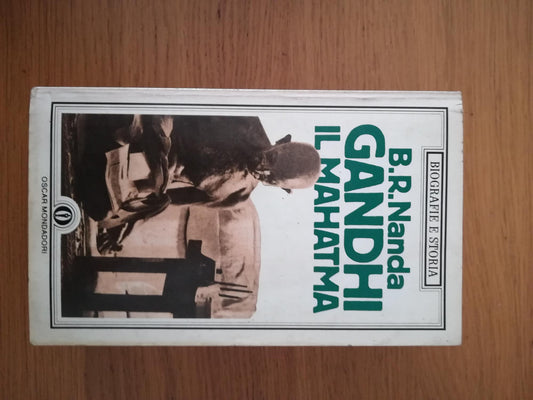 BIOGRAFIE E STORIA
B.R.Nanda
GANDHI
IL MAHATMA
OSCAR MONDADORI